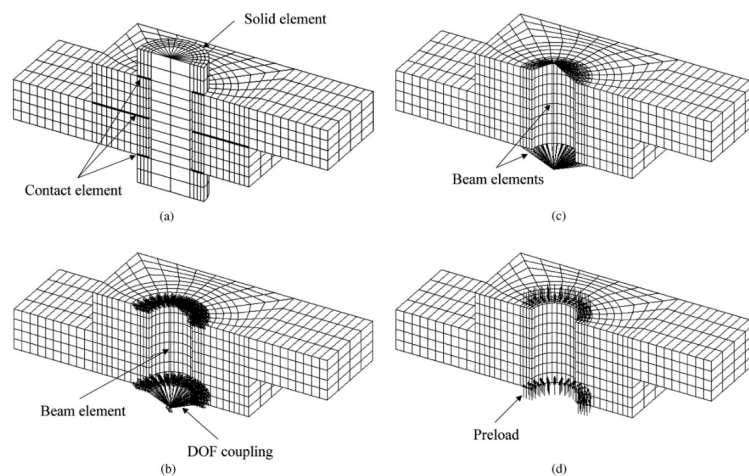 Solid element
Contact element
(a)
Beam elements
(c)
Beam element
DOF coupling
(b)
Preload
(d)